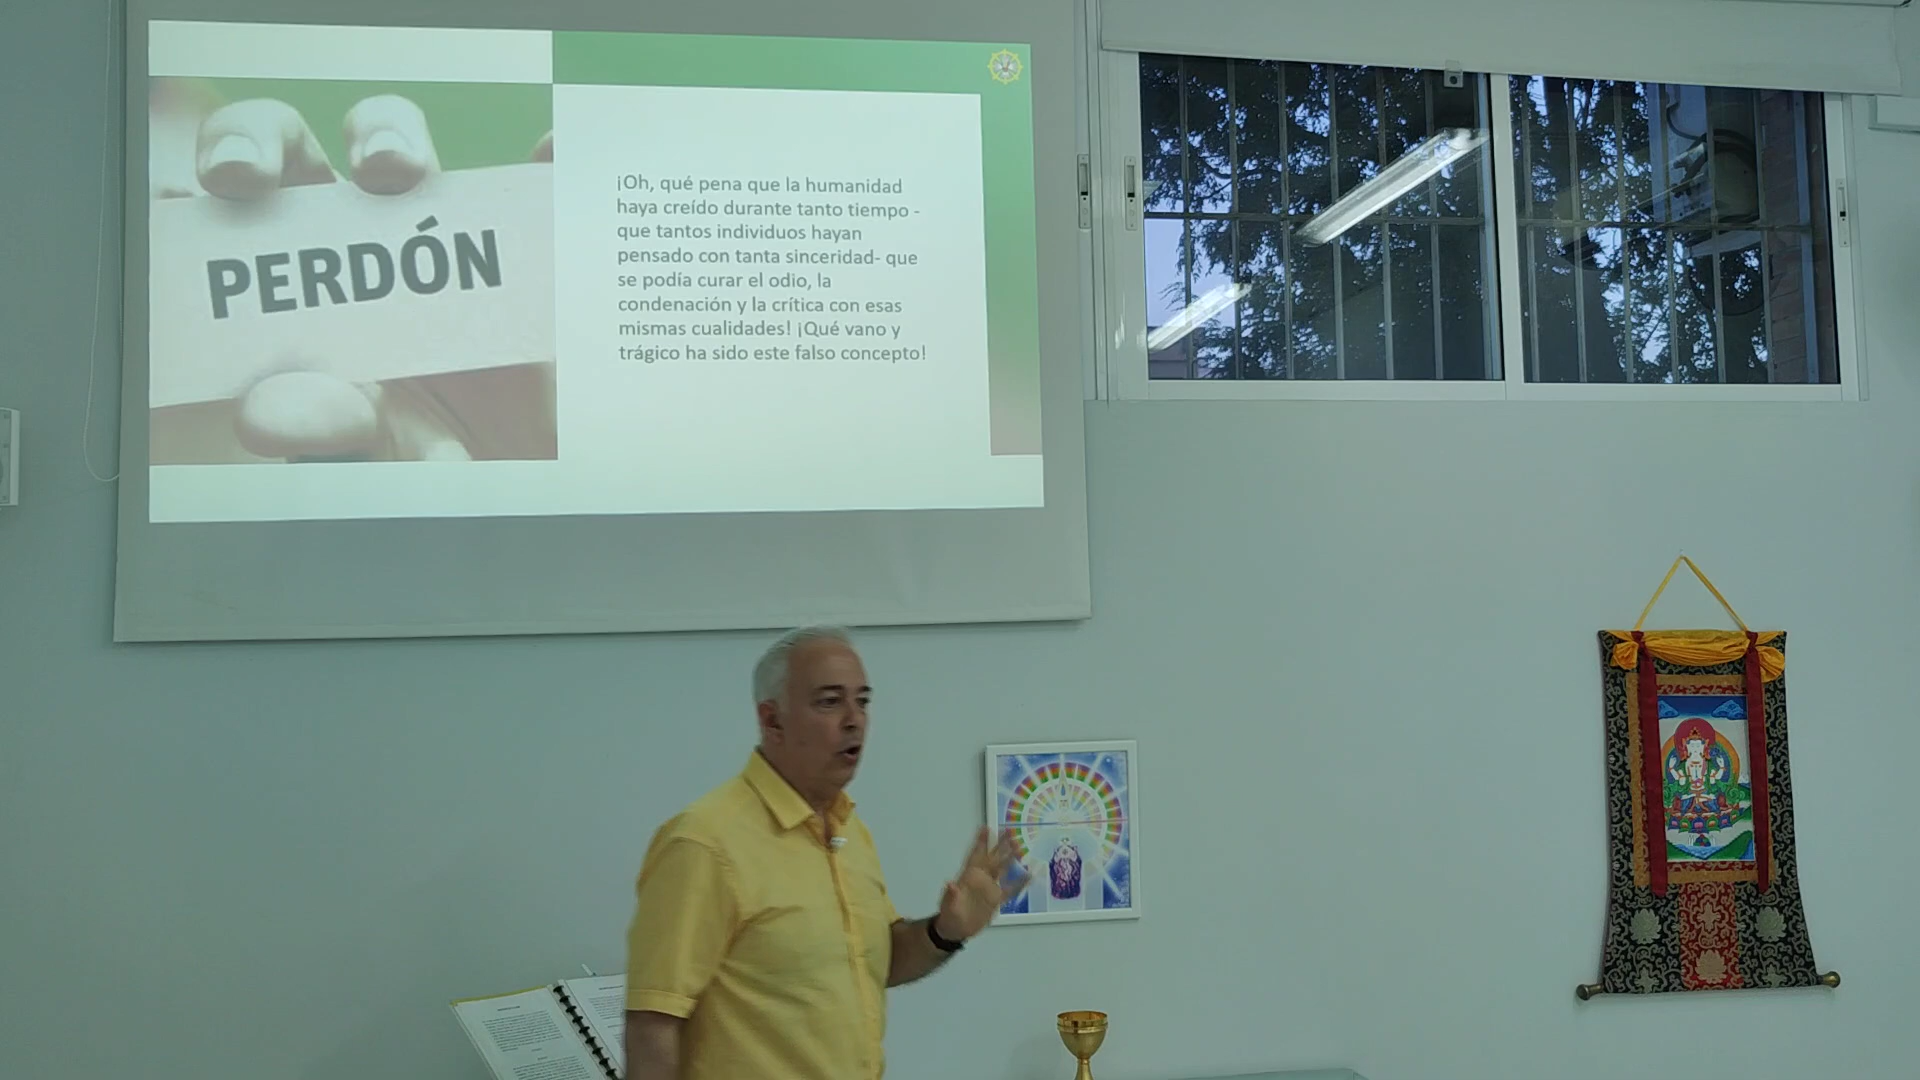 PERDÓN
¡Oh, qué pena que la humanidad
haya creído durante tanto tiempo -
que tantos individuos hayan
pensado con tanta sinceridad- que
se podía curar el odio, la
condenación y la crítica con esas
mismas cualidades! ¡Qué vano y
trágico ha sido este falso concepto!